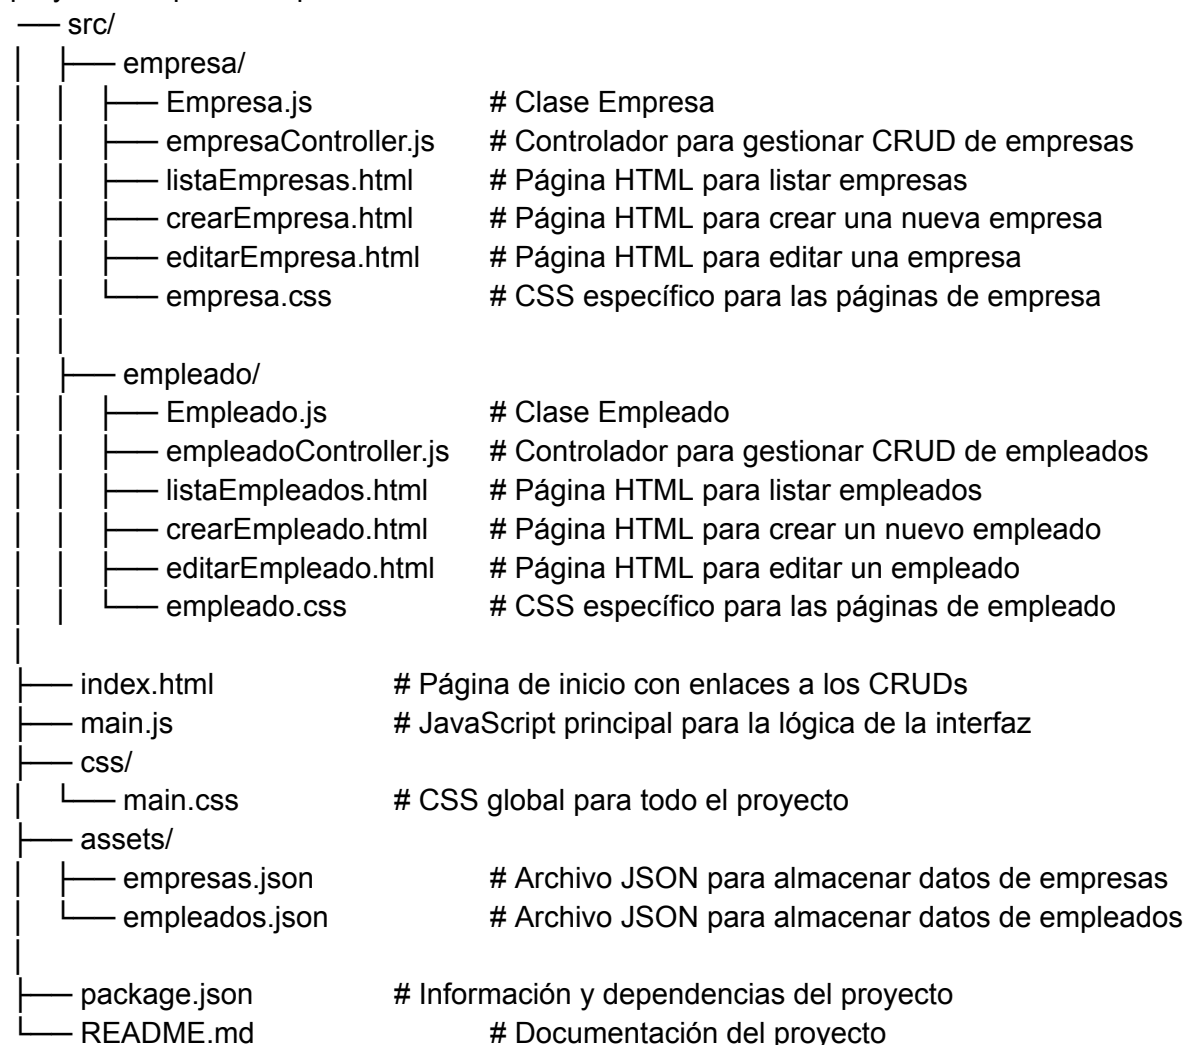 src/
empresa/
Empresa.js # Clase Empresa
empresaController.js # Controlador para gestionar CRUD de empresas
listaEmpresas.html # Página HTML para listar empresas
crearEmpresa.html # Página HTML para crear una nueva empresa
editarEmpresa.html # Página HTML para editar una empresa
empresa.css # CSS específico para las páginas de empresa
empleado/
Empleado.js # Clase Empleado
empleadoController.js # Controlador para gestionar CRUD de empleados
listaEmpleados.html # Página HTML para listar empleados
crearEmpleado.html # Página HTML para crear un nuevo empleado
editarEmpleado.html # Página HTML para editar un empleado
empleado.css # CSS específico para las páginas de empleado
index.html # Página de inicio con enlaces a los CRUDs
main.js # JavaScript principal para la lógica de la interfaz
css/
main.css # CSS global para todo el proyecto
assets/
empresas.json # Archivo JSON para almacenar datos de empresas
empleados.json # Archivo JSON para almacenar datos de empleados
package.json # Información y dependencias del proyecto
README.md # Documentación del proyecto